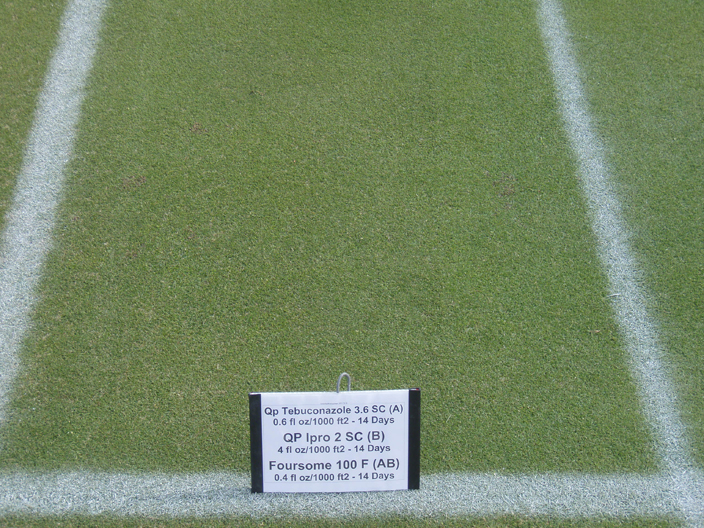 Qp Tebuconazole 3.6 SC (A)
0.6 fl oz/1000 ft2 - 14 Days
QP Ipro 2 SC (B)
4 fl oz/1000 ft2 - 14 Days
Foursome 100 F (AB)
0.4 fl oz/1000 ft2 - 14 Days